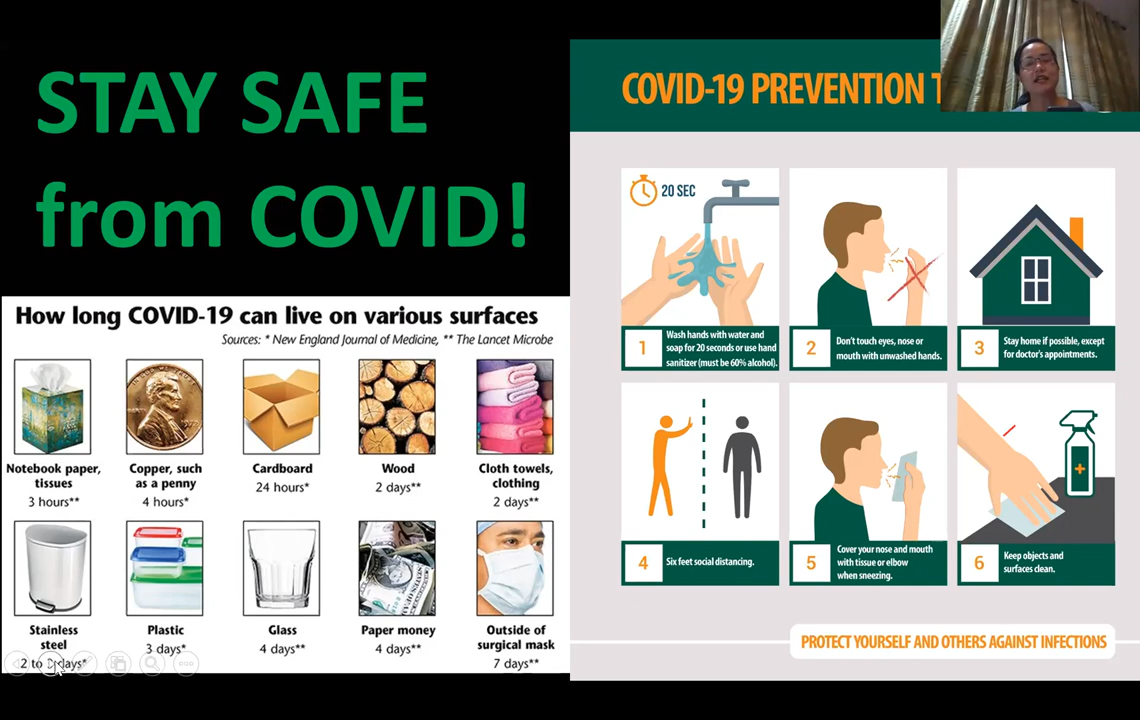 STAY SAFE
from COVID!
How long COVID-19 can live on various surfaces
Sources: * New England Journal of Medicine, ** The Lancet Microbe
Notebook paper,
tissues
3 hours**
Copper, such
as a penny
4 hours*
Cardboard
24 hours*
Wood
2 days**
Cloth towels,
clothing
2 days**
Stainless
steel
2 to days*
Plastic
3 days*
Glass
4 days**
Paper money
4 days**
Outside of
surgical mask
7 days**
COVID-19 PREVENTION
20 SEC
1
Wash hands with water and
soap for 20 seconds or use hand
sanitizer (must be 60% alcohol).
2
Don't touch eyes, nose or
mouth with unwashed hands.
3
Stay home if possible, except
for doctor's appointments.
4
Six feet social distancing.
5
Cover your nose and mouth
with tissue or elbow
when sneezing.
6
Keep objects and
surfaces clean.
PROTECT YOURSELF AND OTHERS AGAINST INFECTIONS